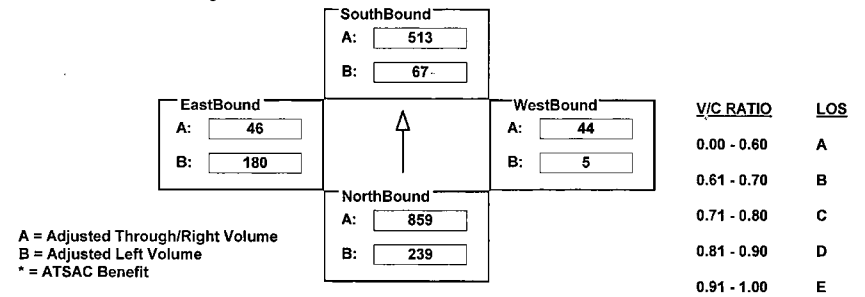 SouthBound
A: 513
B: 67
EastBound
A: 46
B: 180
WestBound
A: 44
B: 5
NorthBound
A: 859
B: 239
A = Adjusted Through/Right Volume
B = Adjusted Left Volume
* = ATSAC Benefit
V/C RATIO LOS
0.00 - 0.60 A
0.61 - 0.70 B
0.71 - 0.80 C
0.81 - 0.90 D
0.91 - 1.00 E